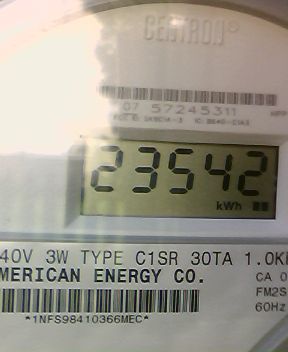 CENTRON®
07 57245311
23542
kWh
40V 3W TYPE C1SR 30TA 1.0K
MERICAN ENERGY CO.
CA 0
FM2S
60Hz
*1NFS98410366MEC*